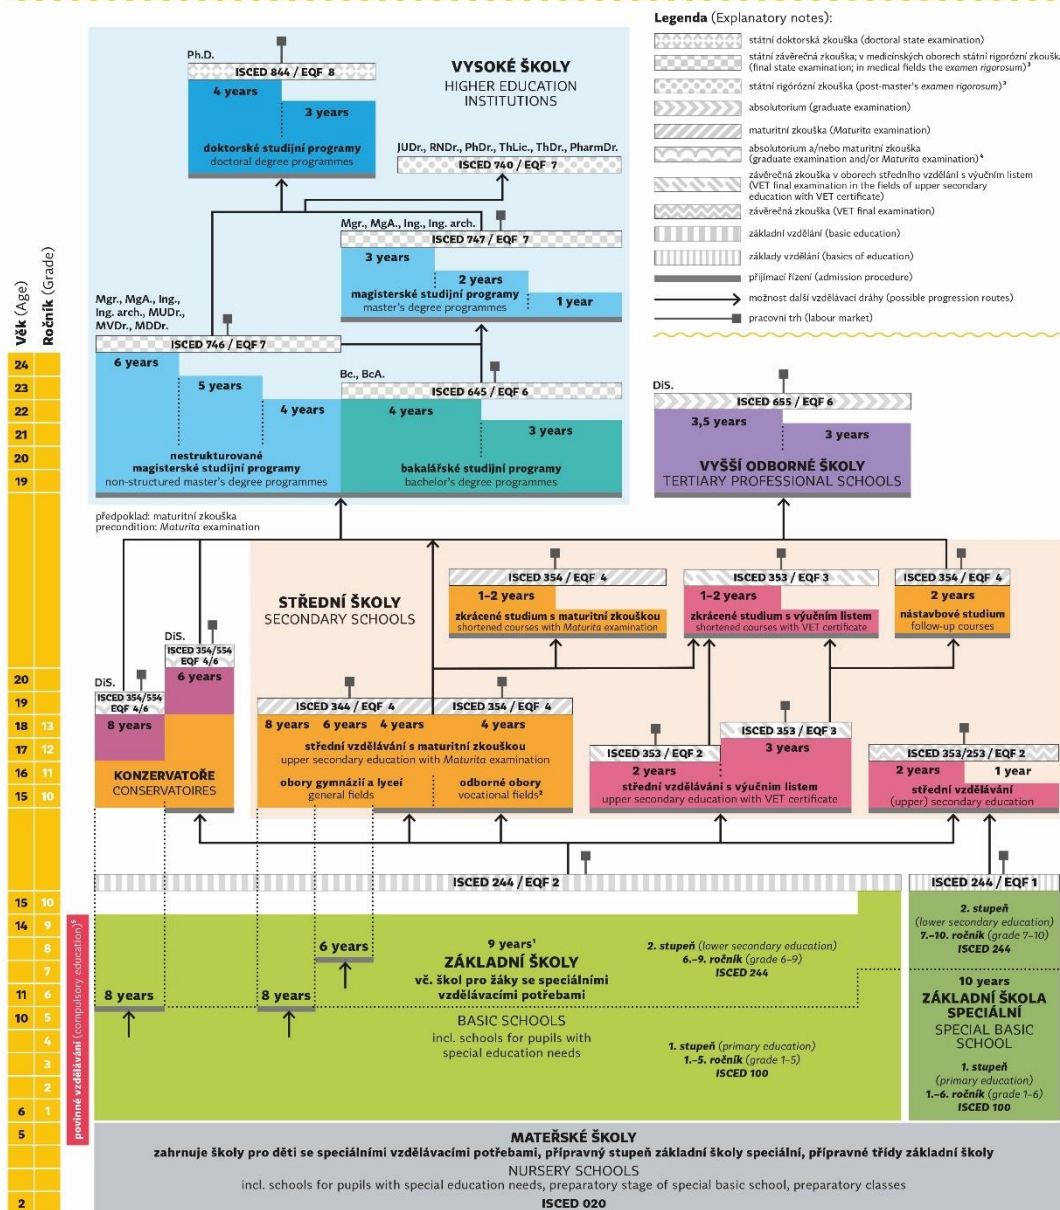 Legenda (Explanatory notes):
státní doktorská zkouška (doctoral state examination)
státní závěrečná zkouška; v medicínských oborech státní rigorózní zkouška
(final state examination; in medical fields the examen rigorosum)³
státní rigórózní zkouška (post-master's examen rigorosum)³
absolutorium (graduate examination)
maturitní zkouška (Maturita examination)
absolutorium a/nebo maturitní zkouška
(graduate examination and/or Maturita examination)⁴
závěrečná zkouška v oborech středního vzdělání s výučním listem
(VET final examination in the fields of upper secondary
education with VET certificate)
závěrečná zkouška (VET final examination)
základní vzdělání (basic education)
základy vzdělání (basics of education)
přijímací řízení (admission procedure)
možnost další vzdělávací dráhy (possible progression routes)
pracovní trh (labour market)
VYSOKÉ ŠKOLY
HIGHER EDUCATION
INSTITUTIONS
Ph.D.
ISCED 844 / EQF 8
4 years
3 years
doktorské studijní programy
doctoral degree programmes
JUDr., RNDr., PhDr., ThLic., ThDr., PharmDr.
ISCED 740 / EQF 7
Mgr., MgA., Ing., Ing. arch.
ISCED 747 / EQF 7
3 years
2 years
1 year
magisterské studijní programy
master's degree programmes
Mgr., MgA., Ing.,
Ing. arch., MUDr.,
MVDr., MDDr.
ISCED 746 / EQF 7
6 years
5 years
4 years
nestrukturované
magisterské studijní programy
non-structured master's degree programmes
Bc., BcA.
ISCED 645 / EQF 6
4 years
3 years
bakalářské studijní programy
bachelor's degree programmes
DiS.
ISCED 655 / EQF 6
3,5 years
3 years
VYŠŠÍ ODBORNÉ ŠKOLY
TERTIARY PROFESSIONAL SCHOOLS
předpoklad: maturitní zkouška
precondition: Maturita examination
STŘEDNÍ ŠKOLY
SECONDARY SCHOOLS
ISCED 354 / EQF 4
1–2 years
zkrácené studium s maturitní zkouškou
shortened courses with Maturita examination
ISCED 353 / EQF 3
1–2 years
zkrácené studium s výučním listem
shortened courses with VET certificate
ISCED 354 / EQF 4
2 years
nástavbové studium
follow-up courses
DiS.
ISCED 354/554
EQF 4/6
6 years
DiS.
ISCED 354/554
EQF 4/6
8 years
KONZERVATOŘE
CONSERVATOIRES
ISCED 344 / EQF 4
ISCED 354 / EQF 4
8 years
6 years
4 years
4 years
střední vzdělávání s maturitní zkouškou
upper secondary education with Maturita examination
obory gymnázií a lyceí
general fields
odborné obory
vocational fields²
ISCED 353 / EQF 2
2 years
ISCED 353 / EQF 3
3 years
střední vzdělávání s výučním listem
upper secondary education with VET certificate
ISCED 353/253 / EQF 2
2 years
1 year
střední vzdělávání
(upper) secondary education
ISCED 244 / EQF 2
ISCED 244 / EQF 1
8 years
8 years
6 years
9 years¹
ZÁKLADNÍ ŠKOLY
vč. škol pro žáky se speciálními
vzdělávacími potřebami
BASIC SCHOOLS
incl. schools for pupils with
special education needs
2. stupeň (lower secondary education)
6.–9. ročník (grade 6–9)
ISCED 244
1. stupeň (primary education)
1.–5. ročník (grade 1–5)
ISCED 100
2. stupeň
(lower secondary education)
7.–10. ročník (grade 7–10)
ISCED 244
10 years
ZÁKLADNÍ ŠKOLA
SPECIÁLNÍ
SPECIAL BASIC
SCHOOL
1. stupeň
(primary education)
1.–6. ročník (grade 1–6)
ISCED 100
MATEŘSKÉ ŠKOLY
zahrnuje školy pro děti se speciálními vzdělávacími potřebami, přípravný stupeň základní školy speciální, přípravné třídy základní školy
NURSERY SCHOOLS
incl. schools for pupils with special education needs, preparatory stage of special basic school, preparatory classes
ISCED 020
Věk (Age)
Ročník (Grade)
24
23
22
21
20
19
20
19
18 13
17 12
16 11
15 10
15 10
14 9
8
7
11 6
10 5
4
3
2
6 1
5
2
povinné vzdělávání (compulsory education)⁵